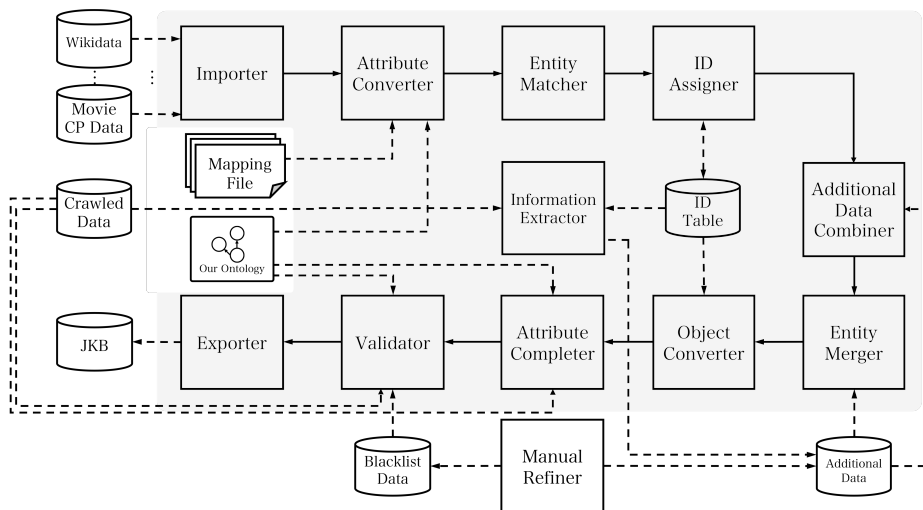 Wikidata
Importer
Attribute
Converter
Entity
Matcher
ID
Assigner
Movie
CP Data
Mapping
File
Crawled
Data
Information
Extractor
ID
Table
Additional
Data
Combiner
Our Ontology
JKB
Exporter
Validator
Attribute
Completer
Object
Converter
Entity
Merger
Blacklist
Data
Manual
Refiner
Additional
Data